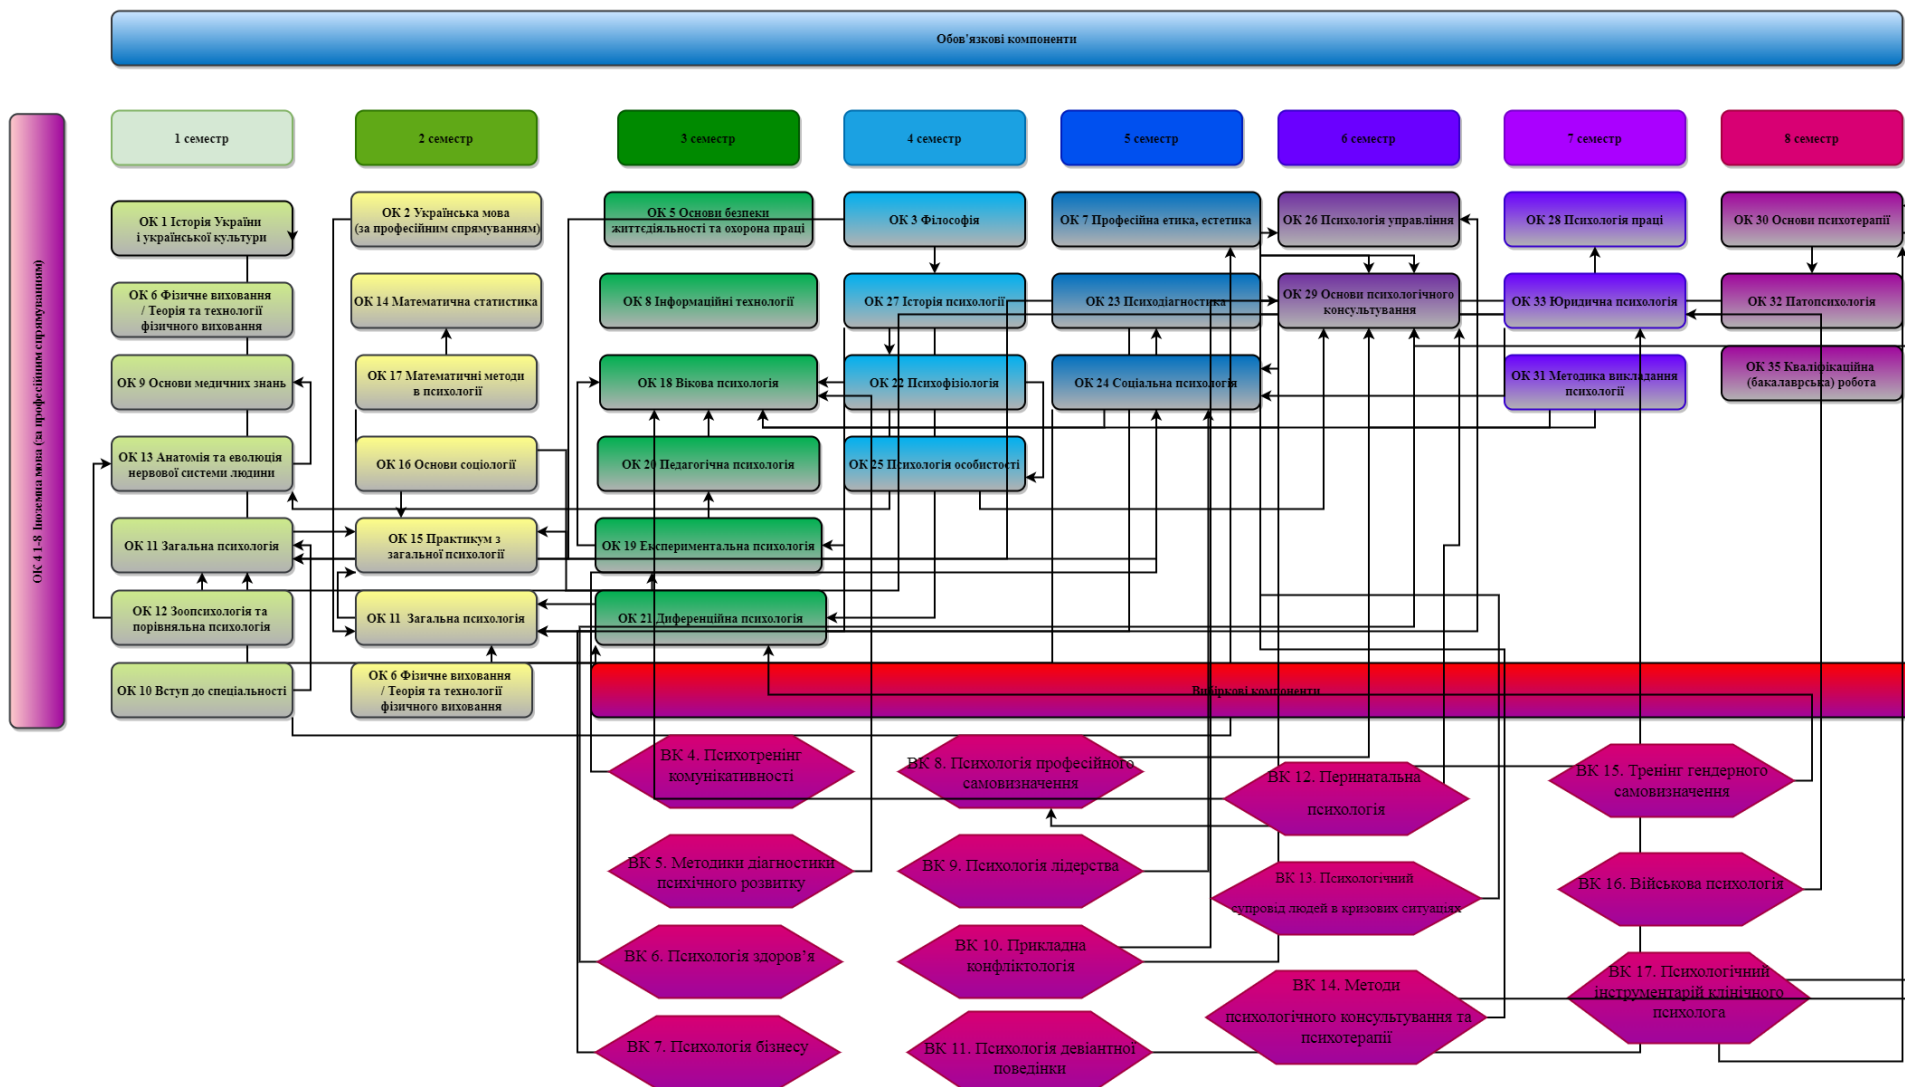 Обов'язкові компоненти
ОК 4 1-8 Іноземна мова (за професійним спрямуванням)
1 семестр
2 семестр
3 семестр
4 семестр
5 семестр
6 семестр
7 семестр
8 семестр
ОК 1 Історія України
і української культури
ОК 2 Українська мова
(за професійним спрямуванням)
ОК 5 Основи безпеки
життєдіяльності та охорона праці
ОК 3 Філософія
ОК 7 Професійна етика, естетика
ОК 26 Психологія управління
ОК 28 Психологія праці
ОК 30 Основи психотерапії
ОК 6 Фізичне виховання
/ Теорія та технології
фізичного виховання
ОК 14 Математична статистика
ОК 8 Інформаційні технології
ОК 27 Історія психології
ОК 23 Психодіагностика
ОК 29 Основи психологічного
консультування
ОК 33 Юридична психологія
ОК 32 Патопсихологія
ОК 9 Основи медичних знань
ОК 17 Математичні методи
в психології
ОК 18 Вікова психологія
ОК 22 Психофізіологія
ОК 24 Соціальна психологія
ОК 31 Методика викладання
психології
ОК 35 Кваліфікаційна
(бакалаврська) робота
ОК 13 Анатомія та еволюція
нервової системи людини
ОК 16 Основи соціології
ОК 20 Педагогічна психологія
ОК 25 Психологія особистості
ОК 11 Загальна психологія
ОК 15 Практикум з
загальної психології
ОК 19 Експериментальна психологія
ОК 12 Зоопсихологія та
порівняльна психологія
ОК 11 Загальна психологія
ОК 21 Диференційна психологія
ОК 10 Вступ до спеціальності
ОК 6 Фізичне виховання
/ Теорія та технології
фізичного виховання
Вибіркові компоненти
ВК 4. Психотренінг
комунікативності
ВК 8. Психологія професійного
самовизначення
ВК 12. Перинатальна
психологія
ВК 15. Тренінг гендерного
самовизначення
ВК 5. Методики діагностики
психічного розвитку
ВК 9. Психологія лідерства
ВК 13. Психологічний
супровід людей в кризових ситуаціях
ВК 16. Військова психологія
ВК 6. Психологія здоров’я
ВК 10. Прикладна
конфліктологія
ВК 14. Методи
психологічного консультування та
психотерапії
ВК 17. Психологічний
інструментарій клінічного
психолога
ВК 7. Психологія бізнесу
ВК 11. Психологія девіантної
поведінки